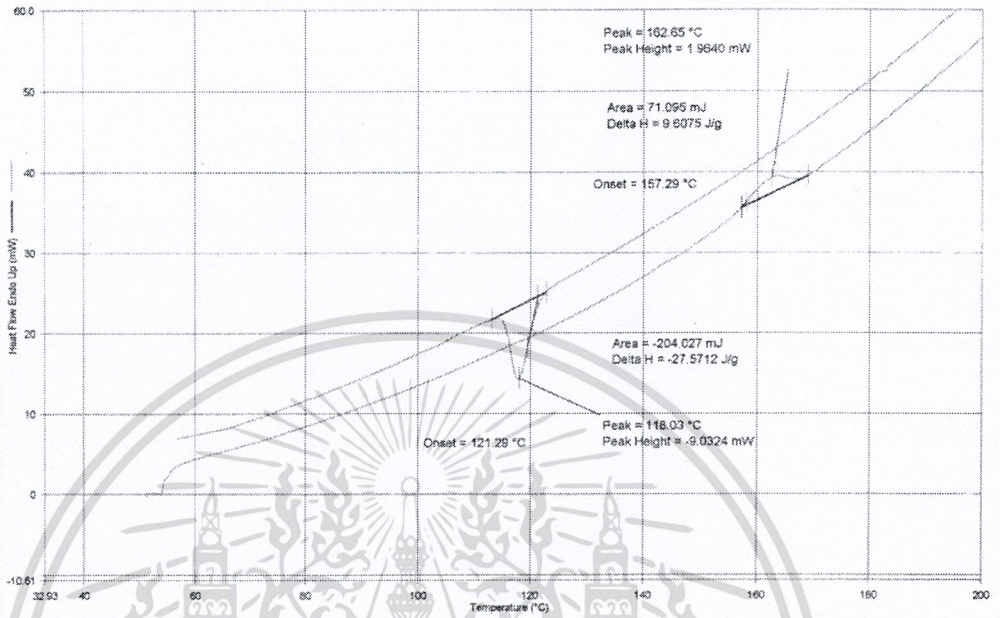 60.0
50
40
30
20
10
0
-10.61
Heat Flow Endo Up (mW)
Peak = 162.65 °C
Peak Height = 1.9640 mW
Area = 71.095 mJ
Delta H = 9.6075 J/g
Onset = 157.29 °C
Area = -204.027 mJ
Delta H = -27.5712 J/g
Peak = 118.03 °C
Peak Height = -9.0324 mW
Onset = 121.29 °C
32.93 40 60 80 100 120 140 160 180 200
Temperature (°C)